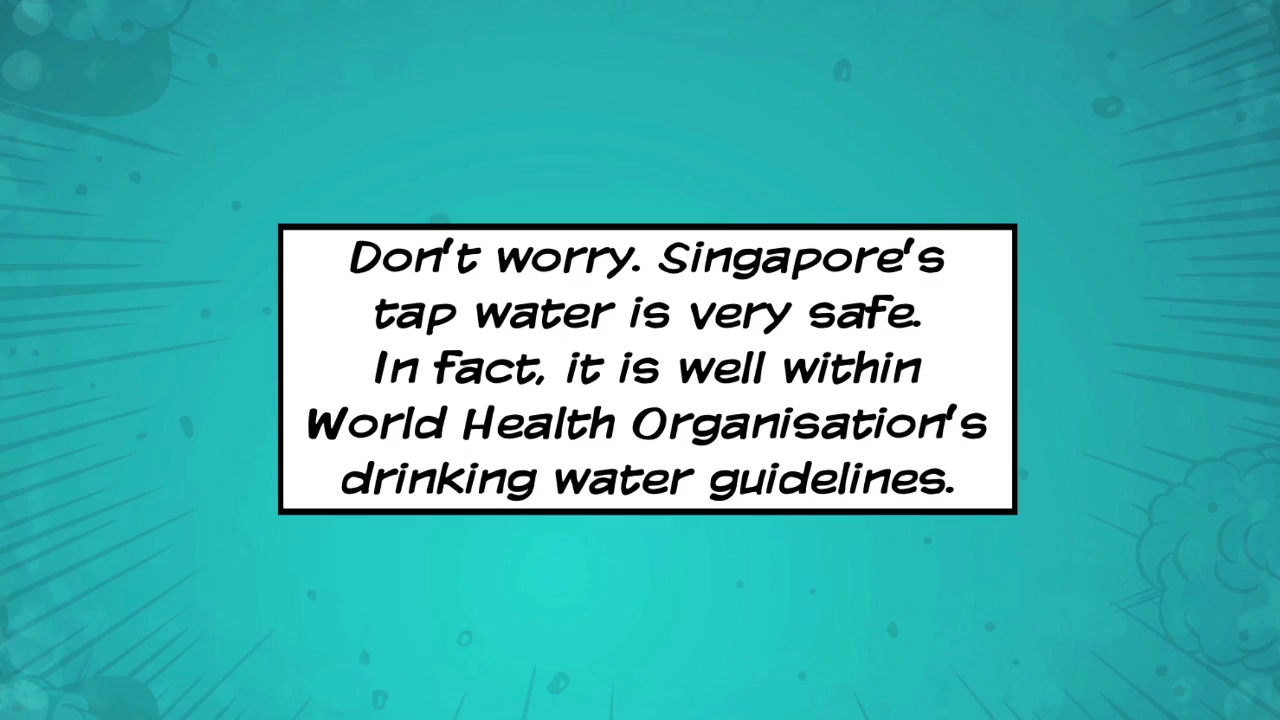 Don't worry. Singapore's
tap water is very safe.
In fact, it is well within
World Health Organisation's
drinking water guidelines.